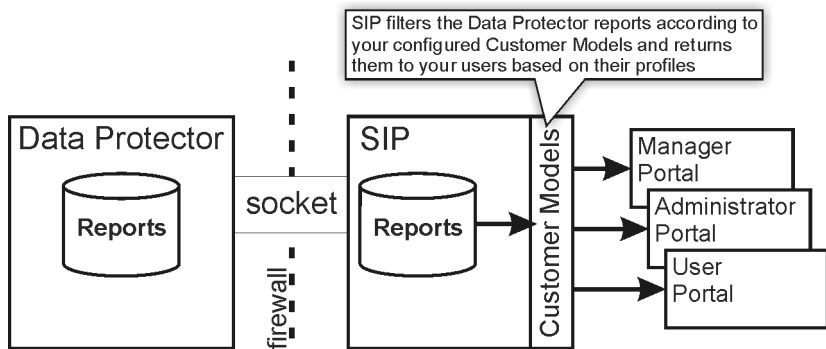 SIP filters the Data Protector reports according to
your configured Customer Models and returns
them to your users based on their profiles
Data Protector
Reports
socket
firewall
SIP
Reports
Customer Models
Manager
Portal
Administrator
Portal
User
Portal